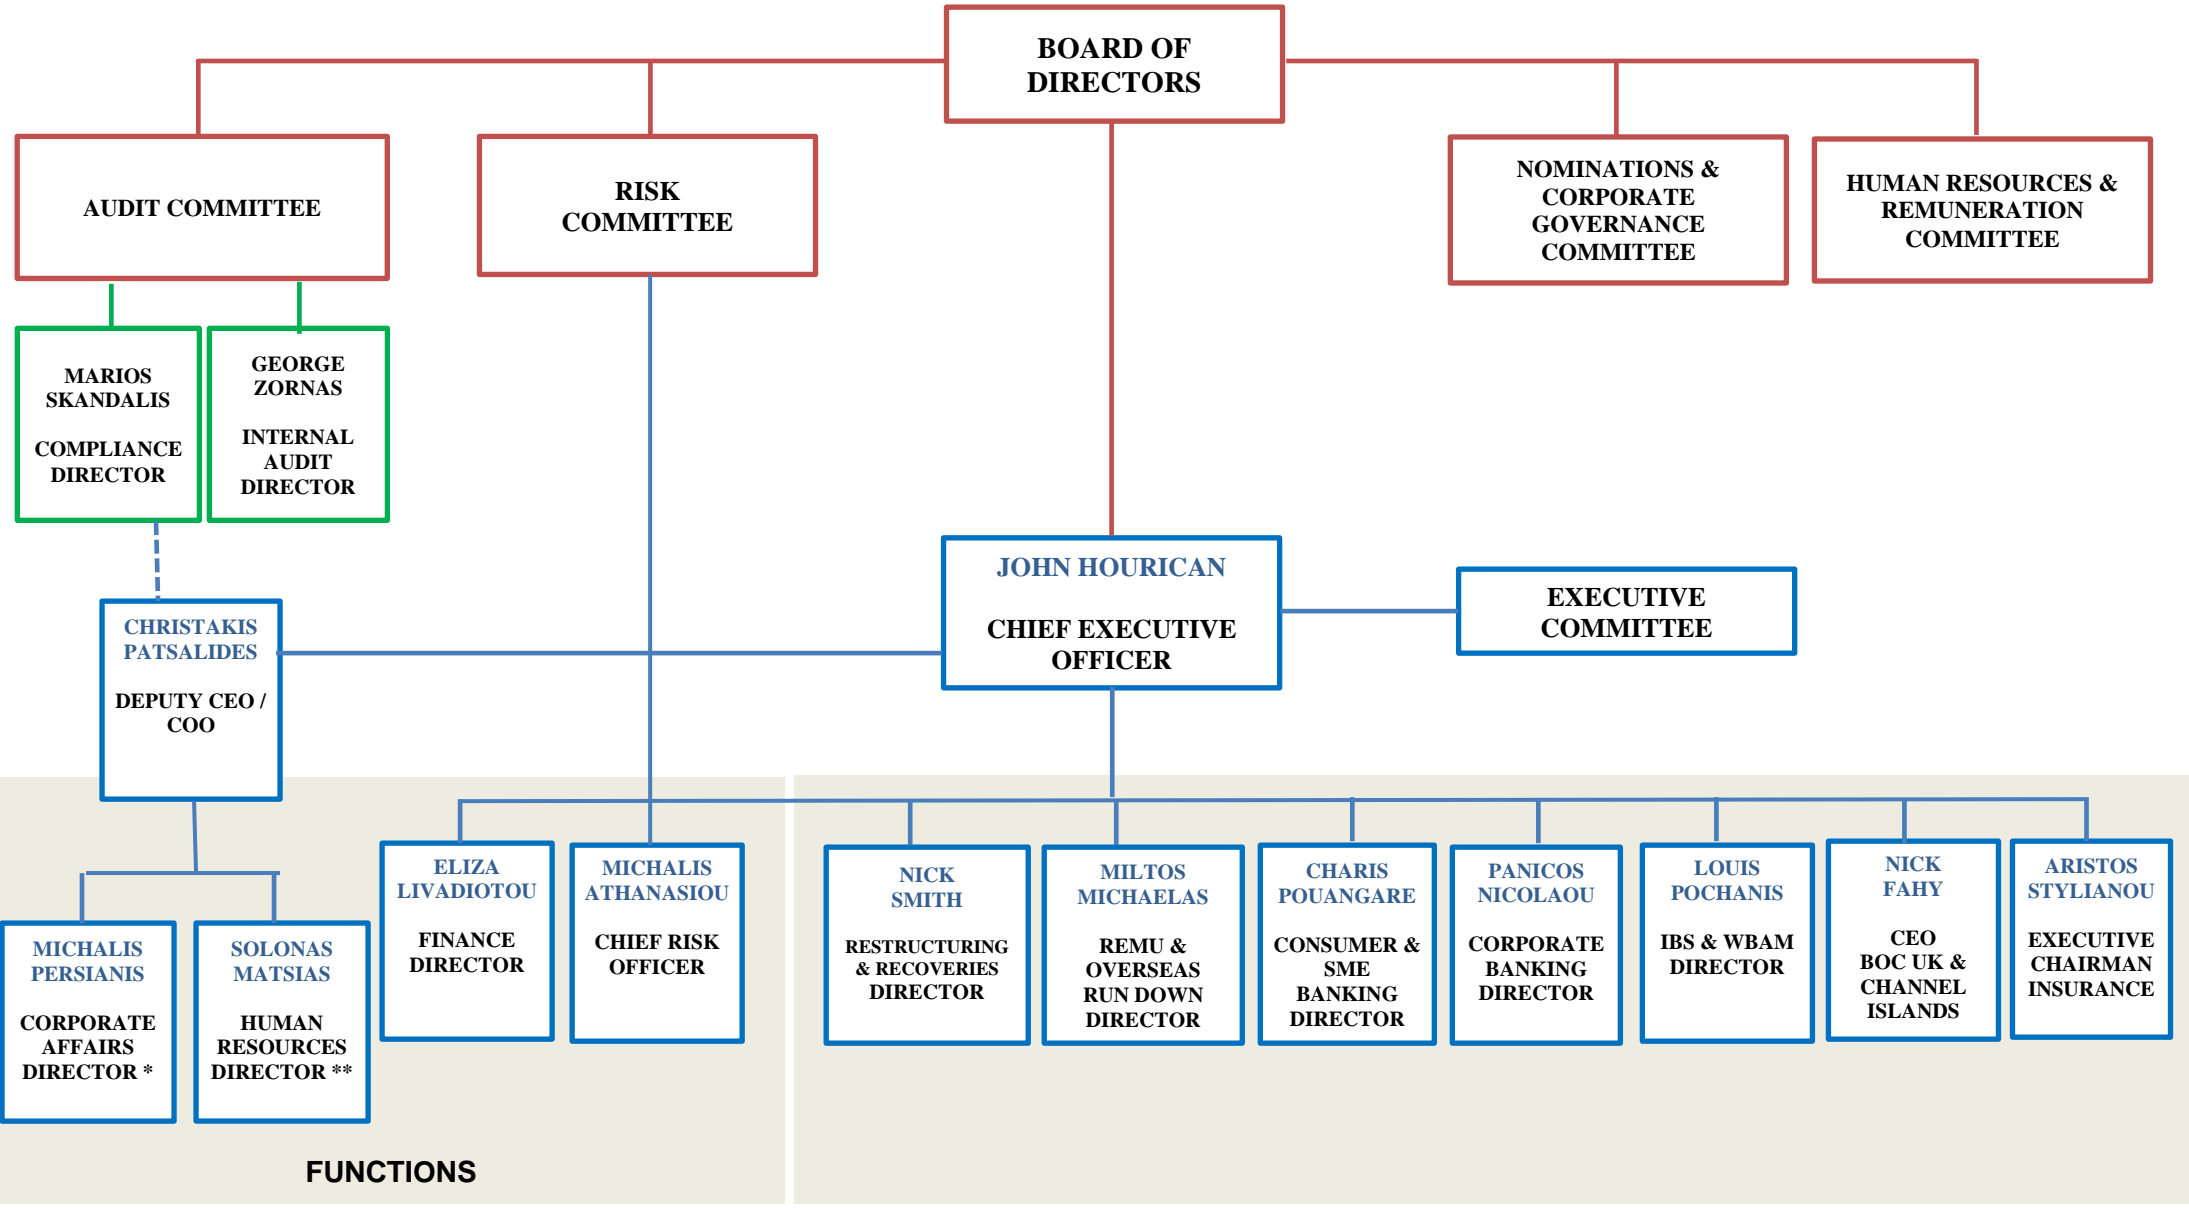 BOARD OF
DIRECTORS
AUDIT COMMITTEE
RISK
COMMITTEE
NOMINATIONS &
CORPORATE
GOVERNANCE
COMMITTEE
HUMAN RESOURCES &
REMUNERATION
COMMITTEE
MARIOS
SKANDALIS
COMPLIANCE
DIRECTOR
GEORGE
ZORNAS
INTERNAL
AUDIT
DIRECTOR
JOHN HOURICAN
CHIEF EXECUTIVE
OFFICER
EXECUTIVE
COMMITTEE
CHRISTAKIS
PATSALIDES
DEPUTY CEO /
COO
MICHALIS
PERSIANIS
CORPORATE
AFFAIRS
DIRECTOR *
SOLONAS
MATSIAS
HUMAN
RESOURCES
DIRECTOR **
ELIZA
LIVADIOTOU
FINANCE
DIRECTOR
MICHALIS
ATHANASIOU
CHIEF RISK
OFFICER
NICK
SMITH
RESTRUCTURING
& RECOVERIES
DIRECTOR
MILTOS
MICHAELAS
REMU &
OVERSEAS
RUN DOWN
DIRECTOR
CHARIS
POUANGARE
CONSUMER &
SME
BANKING
DIRECTOR
PANICOS
NICOLAOU
CORPORATE
BANKING
DIRECTOR
LOUIS
POCHANIS
IBS & WBAM
DIRECTOR
NICK
FAHY
CEO
BOC UK &
CHANNEL
ISLANDS
ARISTOS
STYLIANOU
EXECUTIVE
CHAIRMAN
INSURANCE
FUNCTIONS